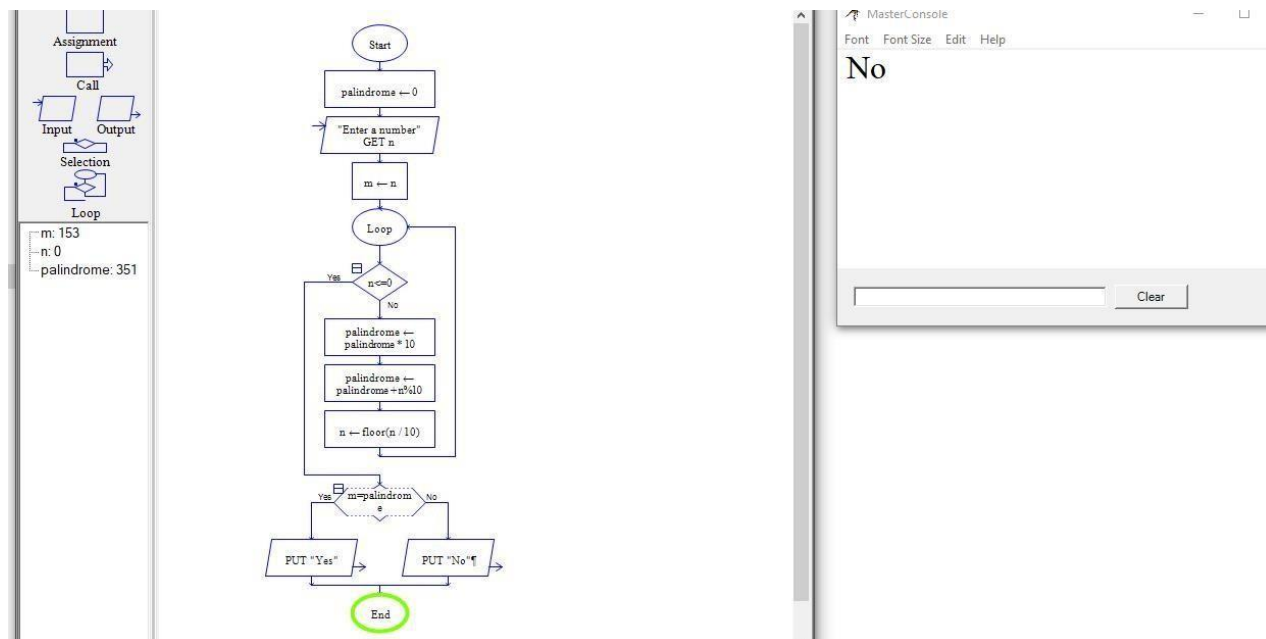 Assignment
Call
Input Output
Selection
Loop
m: 153
n: 0
palindrome: 351
Start
palindrome ← 0
"Enter a number"
GET n
m ← n
Loop
Yes
n<=0
No
palindrome ←
palindrome * 10
palindrome ←
palindrome+n%10
n ← floor(n / 10)
Yes
m=palindrom
e
No
PUT "Yes"
PUT "No"¶
End
MasterConsole
Font Font Size Edit Help
No
Clear